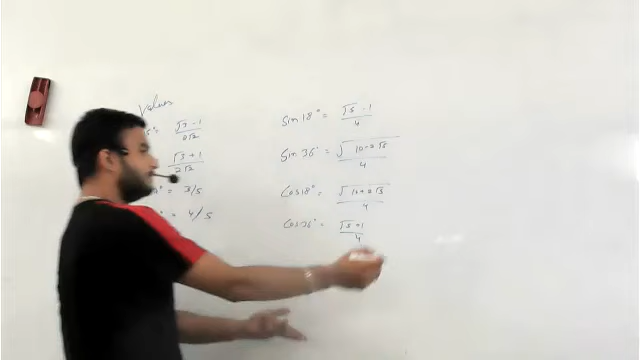 Values
5° = √3 - 1 / 2√2
√3 + 1 / 2√2
° = 3/5
° = 4/5
Sin 18° = √5 - 1 / 4
Sin 36° = √10 - 2√5 / 4
Cos 18° = √10 + 2√5 / 4
Cos 36° = √5 + 1 / 4